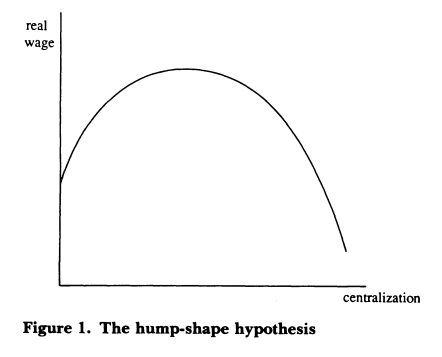 real
wage
centralization
Figure 1. The hump-shape hypothesis